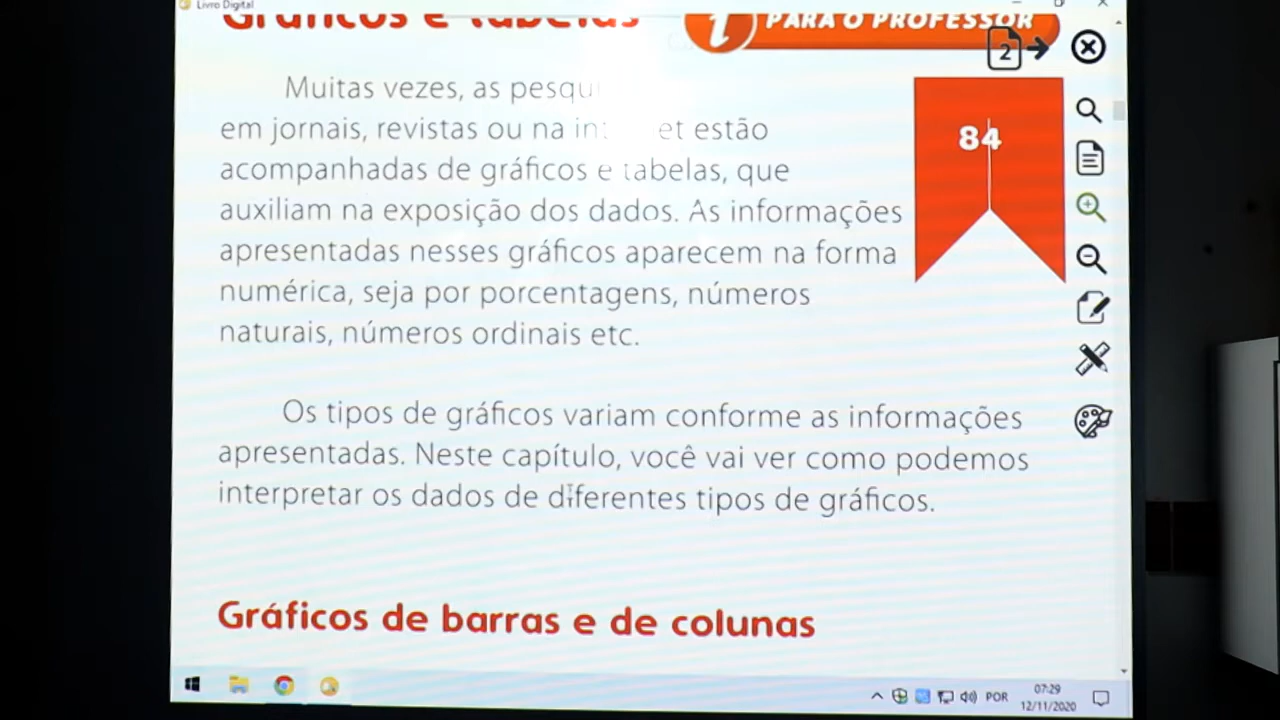 Livro Digital
Gráficos e tabelas
i PARA O PROFESSOR
2
Muitas vezes, as
em jornais, revistas ou na estão
84
acompanhadas de gráficos e tabelas, que
auxiliam na exposição dos dados. As informações
apresentadas nesses gráficos aparecem na forma
numérica, seja por porcentagens, números
naturais, números ordinais etc.
Os tipos de gráficos variam conforme as informações
apresentadas. Neste capítulo, você vai ver como podemos
interpretar os dados de diferentes tipos de gráficos.
Gráficos de barras e de colunas
POR
07:29
12/11/2020